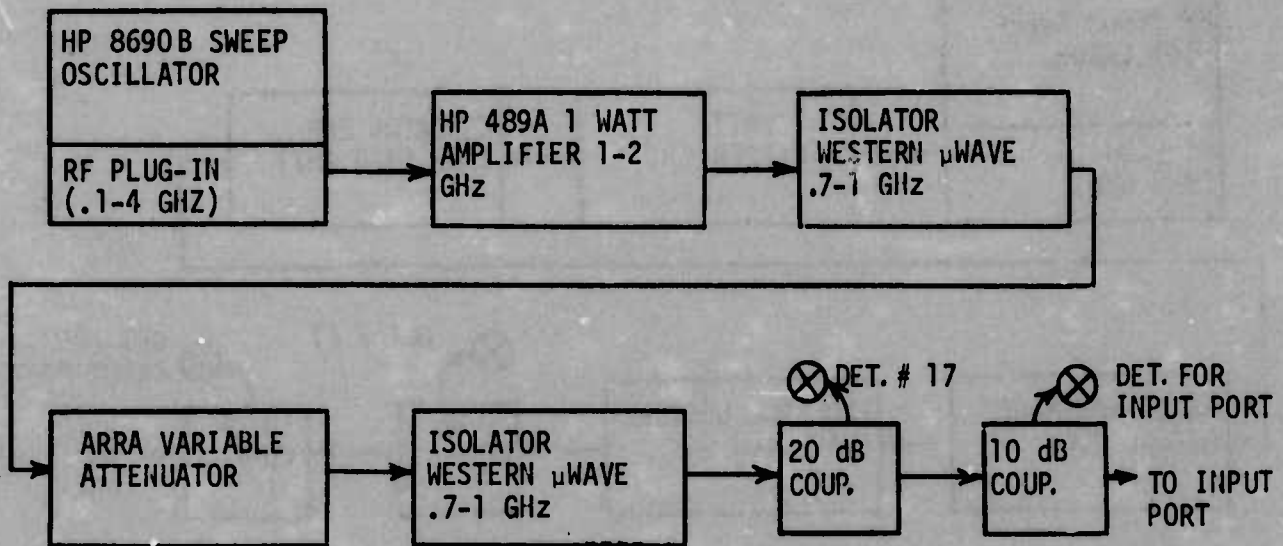 HP 8690B SWEEP
OSCILLATOR
RF PLUG-IN
(.1-4 GHZ)
HP 489A 1 WATT
AMPLIFIER 1-2
GHz
ISOLATOR
WESTERN µWAVE
.7-1 GHz
ARRA VARIABLE
ATTENUATOR
ISOLATOR
WESTERN µWAVE
.7-1 GHz
20 dB
COUP.
DET. # 17
10 dB
COUP.
DET. FOR
INPUT PORT
TO INPUT
PORT